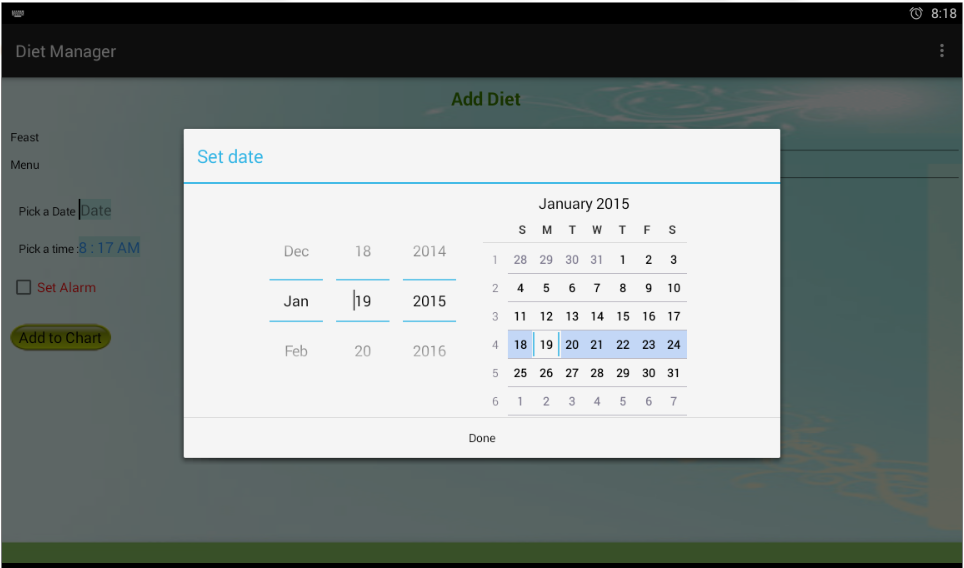 8:18
Diet Manager
Add Diet
Feast
Menu
Pick a Date Date
Pick a time :8 : 17 AM
Set Alarm
Add to Chart
Set date
Dec 18 2014
Jan 19 2015
Feb 20 2016
January 2015
S M T W T F S
1 28 29 30 31 1 2 3
2 4 5 6 7 8 9 10
3 11 12 13 14 15 16 17
4 18 19 20 21 22 23 24
5 25 26 27 28 29 30 31
6 1 2 3 4 5 6 7
Done